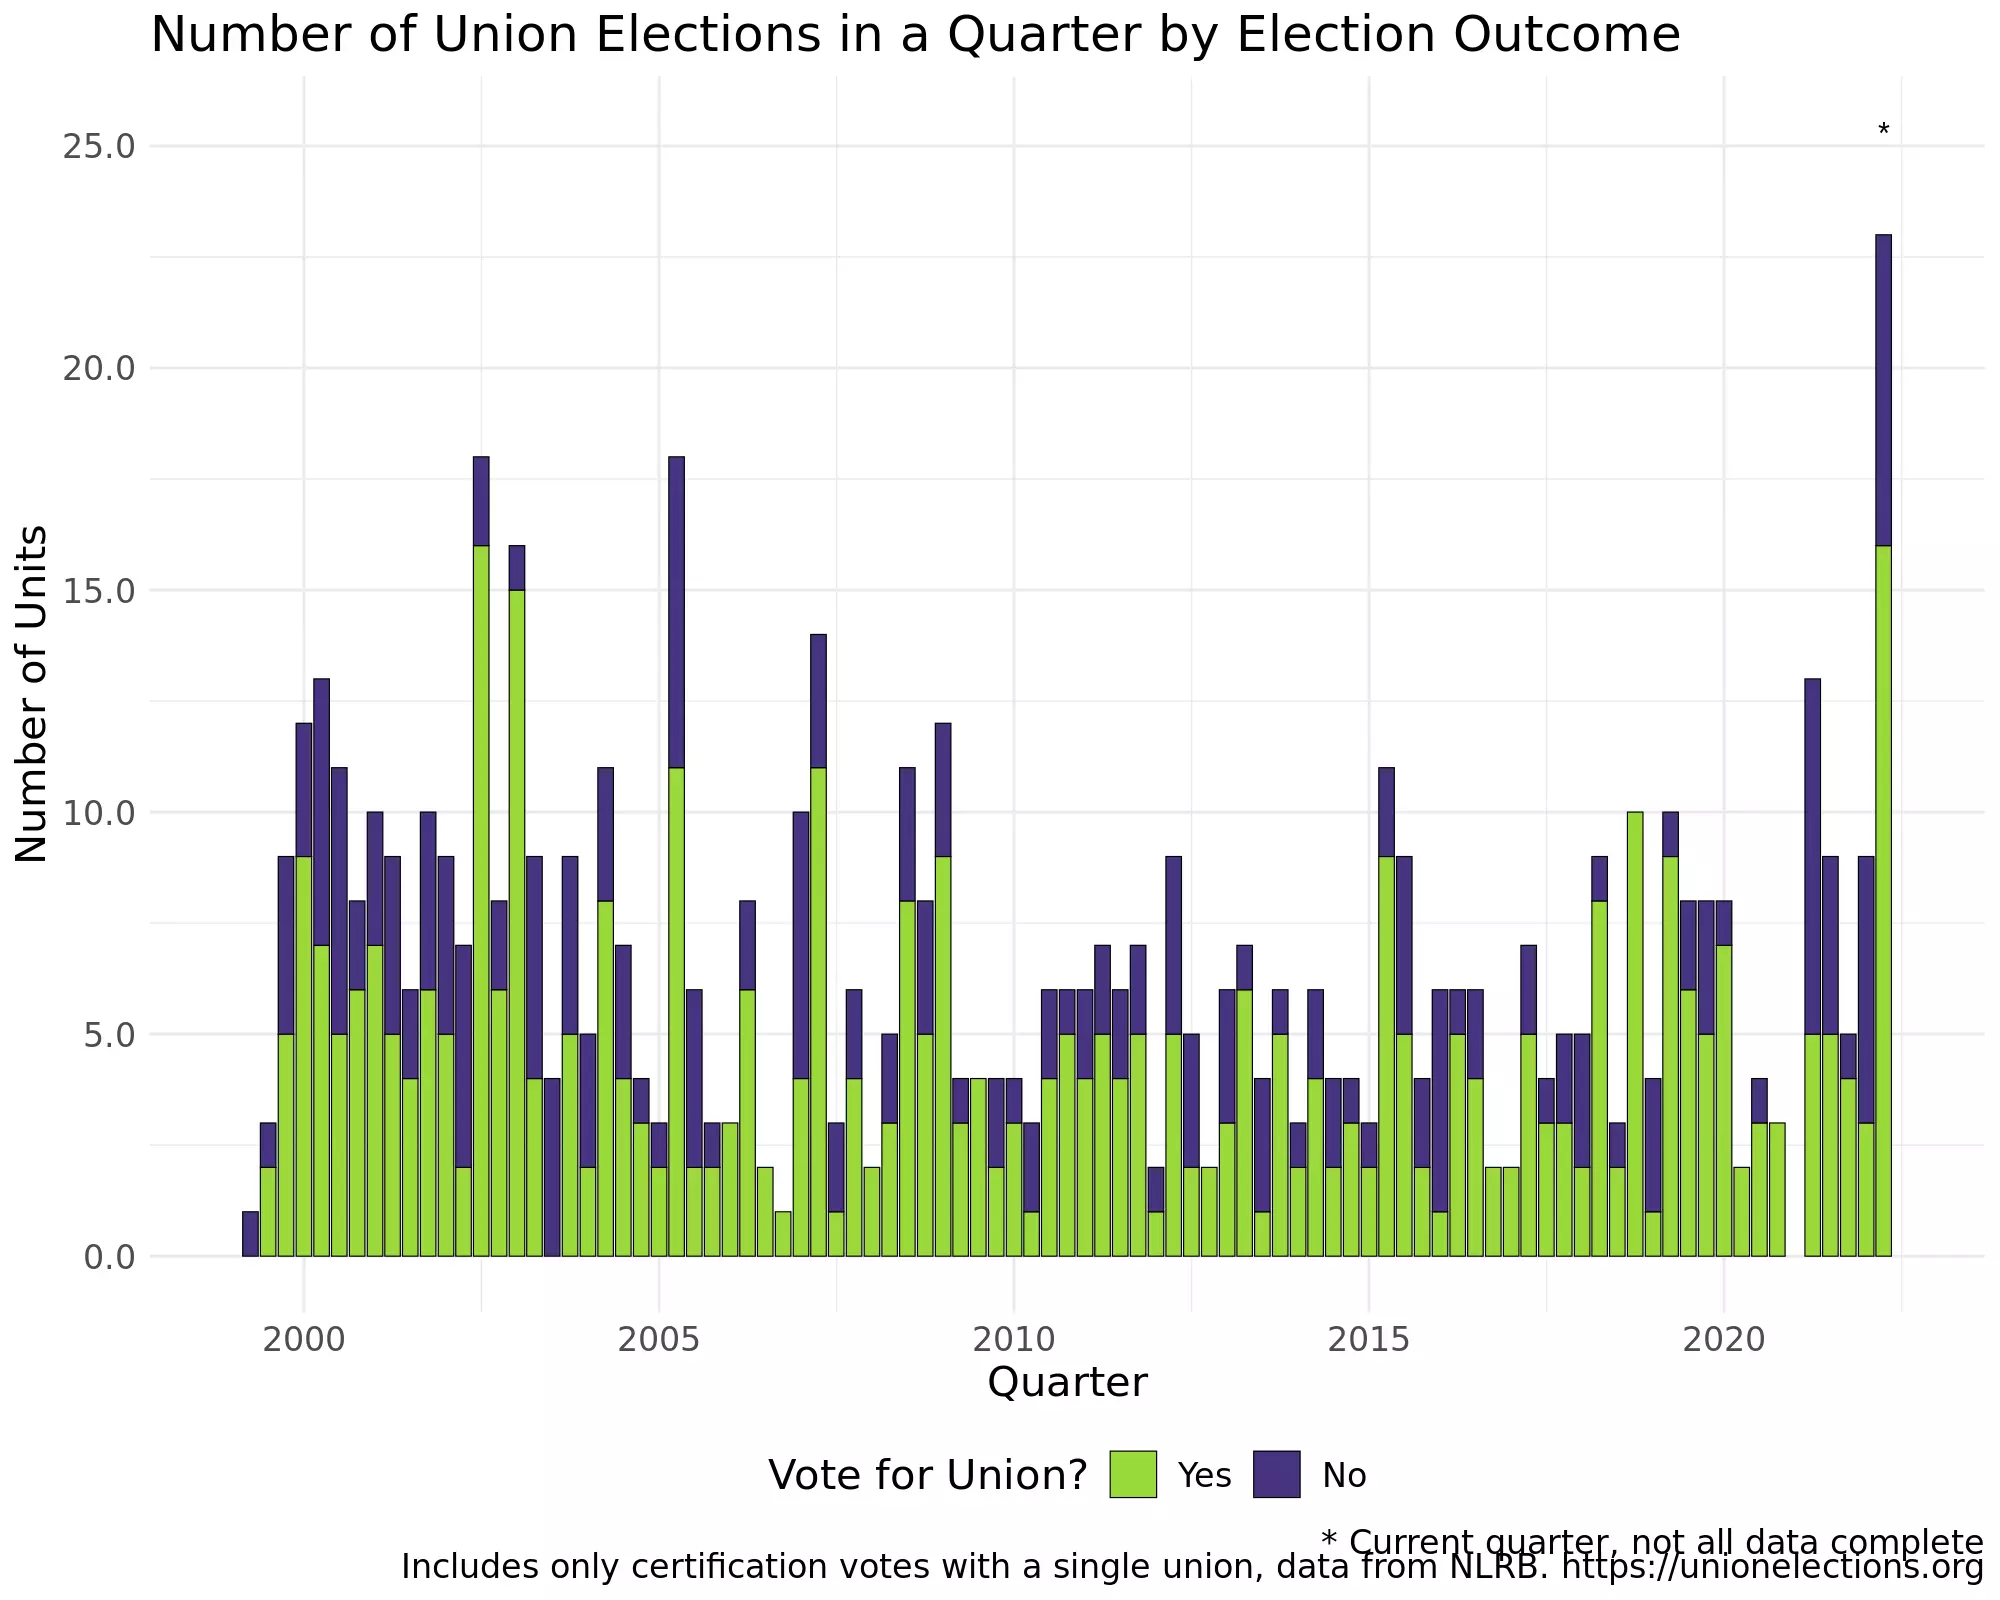 Number of Union Elections in a Quarter by Election Outcome
*
25.0
20.0
15.0
10.0
5.0
0.0
Number of Units
2000 2005 2010 2015 2020
Quarter
Vote for Union? Yes No
* Current quarter, not all data complete
Includes only certification votes with a single union, data from NLRB. https://unionelections.org